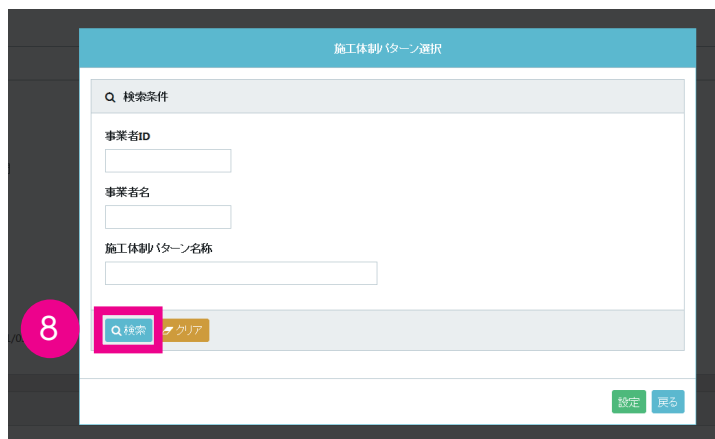 施工体制パターン選択
検索条件
事業者ID
事業者名
施工体制パターン名称
8
検索 クリア
設定 戻る